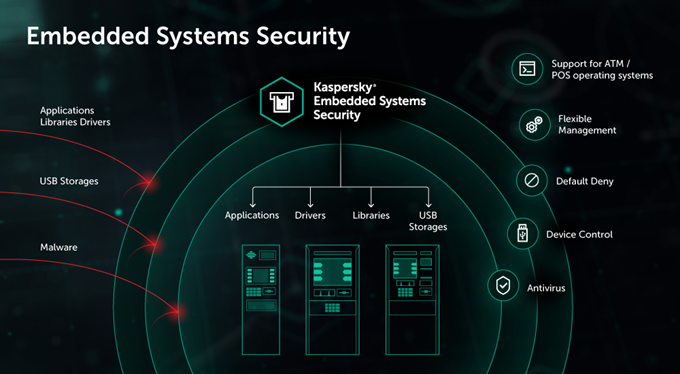 Embedded Systems Security
Kaspersky®
Embedded Systems
Security
Applications
Libraries Drivers
USB Storages
Malware
Applications
Drivers
Libraries
USB
Storages
Support for ATM /
POS operating systems
Flexible
Management
Default Deny
Device Control
Antivirus